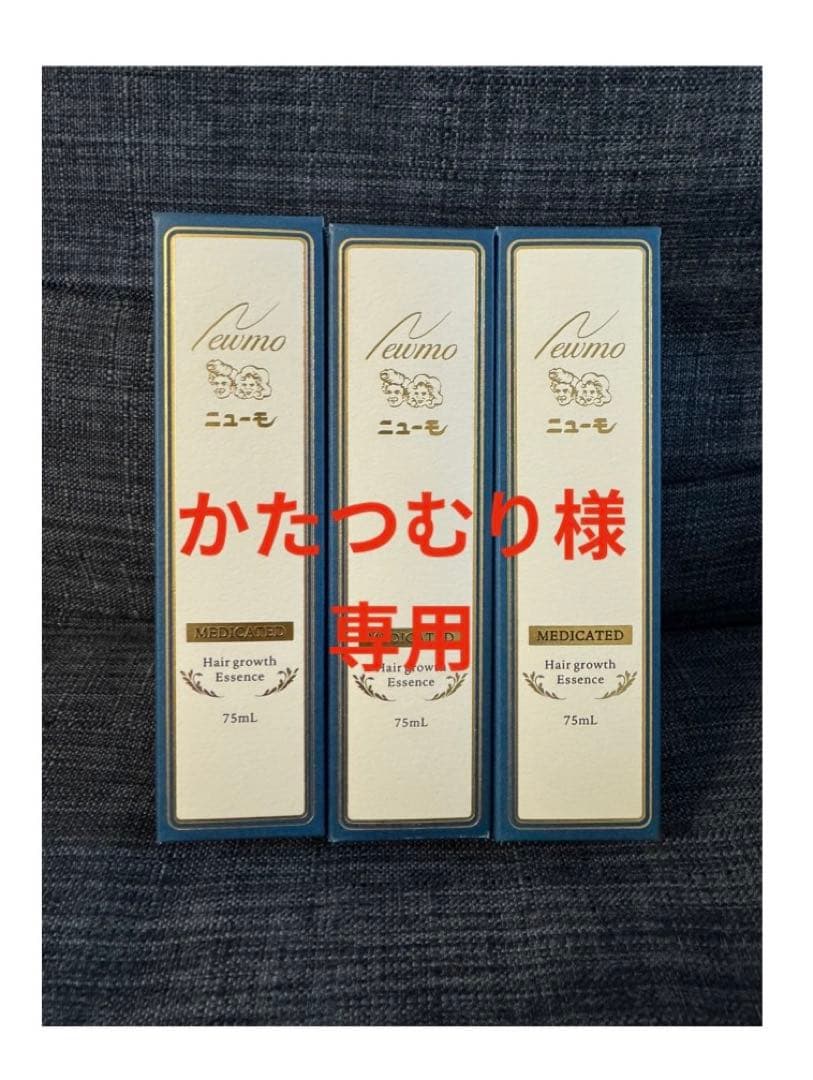 Newmo
ニューモ
MEDICATED
Hair growth
Essence
75mL
Newmo
ニューモ
MEDICATED
Hair growth
Essence
75mL
Newmo
ニューモ
MEDICATED
Hair growth
Essence
75mL
かたつむり様
専用